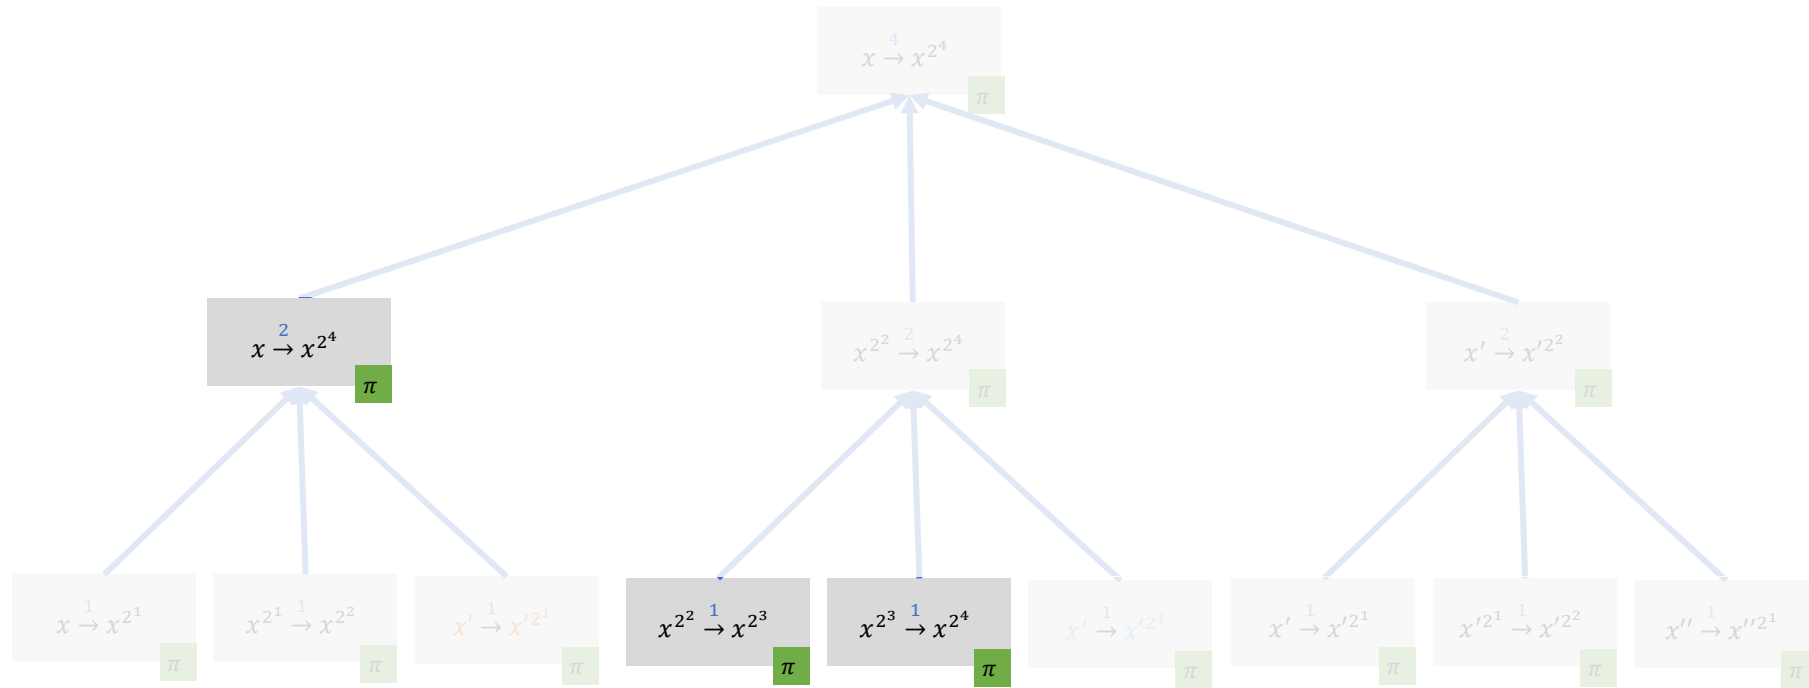 x →⁴ x^{2^4}
π
x →² x^{2^4}
π
x^{2^2} →² x^{2^4}
π
x′ →² x′^{2^2}
π
x →¹ x^{2^1}
π
x^{2^1} →¹ x^{2^2}
π
x′ →¹ x′^{2^1}
π
x^{2^2} →¹ x^{2^3}
π
x^{2^3} →¹ x^{2^4}
π
x′ →¹ x′^{2^1}
π
x′ →¹ x′^{2^1}
π
x′^{2^1} →¹ x′^{2^2}
π
x′′ →¹ x′′^{2^1}
π